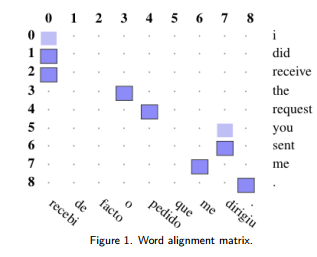 0 1 2 3 4 5 6 7 8
0 i
1 did
2 receive
3 the
4 request
5 you
6 sent
7 me
8 .
recebi de facto o pedido que me dirigiu .
Figure 1. Word alignment matrix.